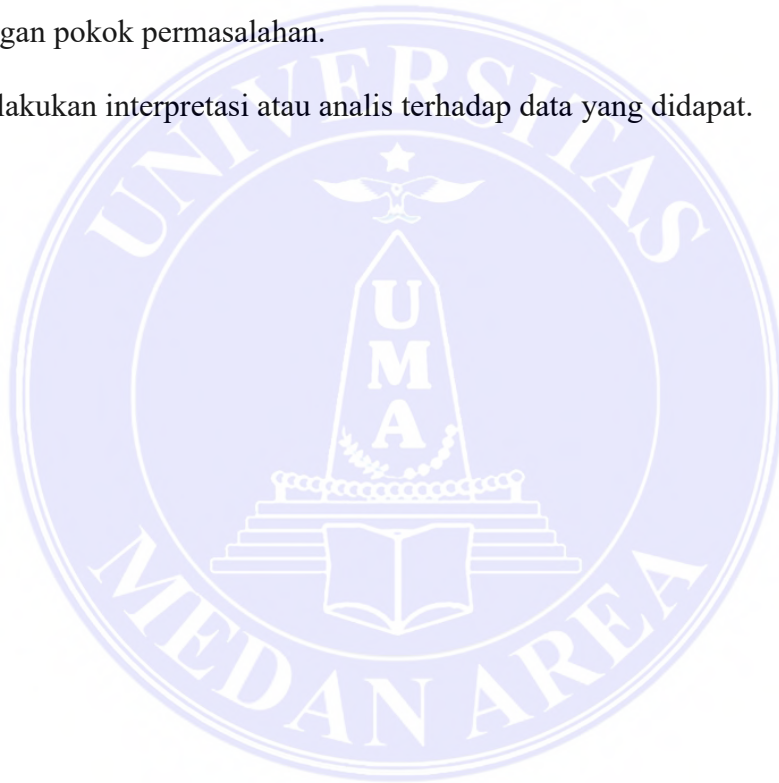 gan pokok permasalahan.
lakukan interpretasi atau analis terhadap data yang didapat.
UNIVERSITAS
U
M
A
MEDAN AREA